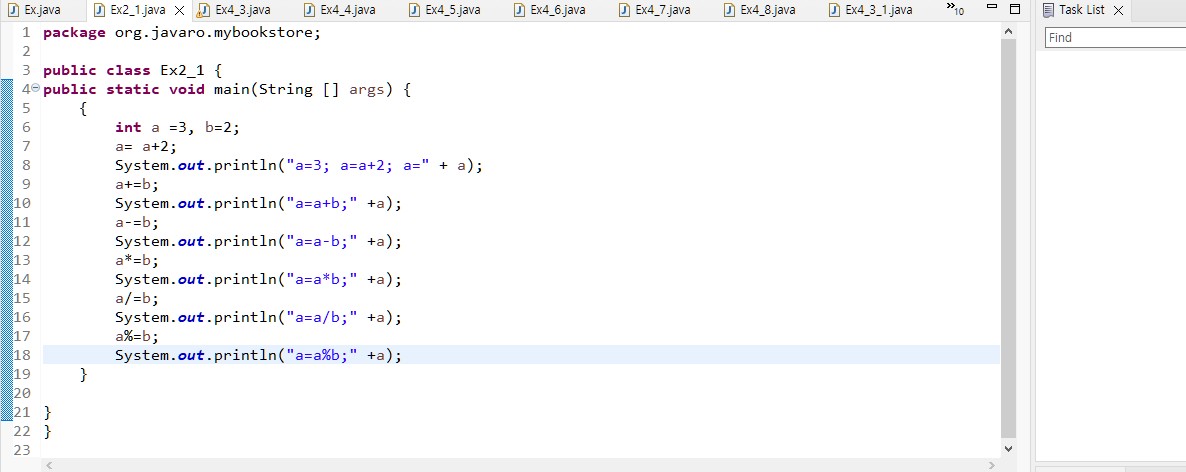 Ex.java Ex2_1.java Ex4_3.java Ex4_4.java Ex4_5.java Ex4_6.java Ex4_7.java Ex4_8.java Ex4_3_1.java »10 Task List
Find
1 package org.javaro.mybookstore;
2
3 public class Ex2_1 {
4 public static void main(String [] args) {
5 {
6 int a =3, b=2;
7 a= a+2;
8 System.out.println("a=3; a=a+2; a=" + a);
9 a+=b;
10 System.out.println("a=a+b;" +a);
11 a-=b;
12 System.out.println("a=a-b;" +a);
13 a*=b;
14 System.out.println("a=a*b;" +a);
15 a/=b;
16 System.out.println("a=a/b;" +a);
17 a%=b;
18 System.out.println("a=a%b;" +a);
19 }
20
21 }
22 }
23